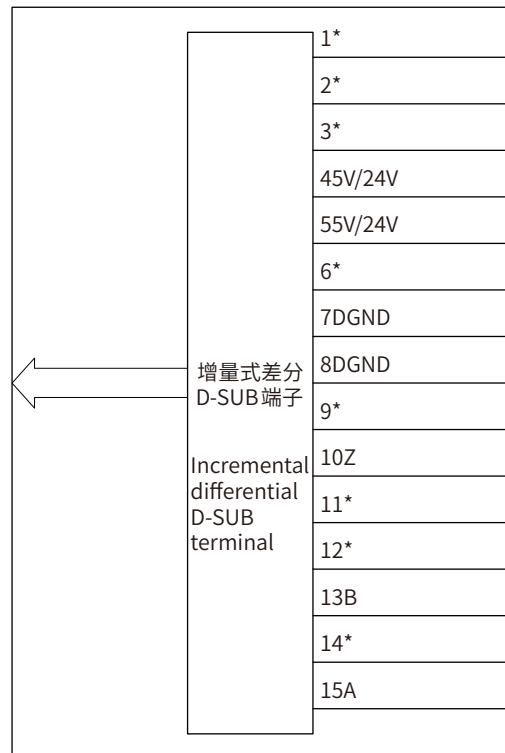 1*
2*
3*
45V/24V
55V/24V
6*
7DGND
8DGND
9*
10Z
11*
12*
13B
14*
15A
增量式差分
D-SUB端子
Incremental
differential
D-SUB
terminal